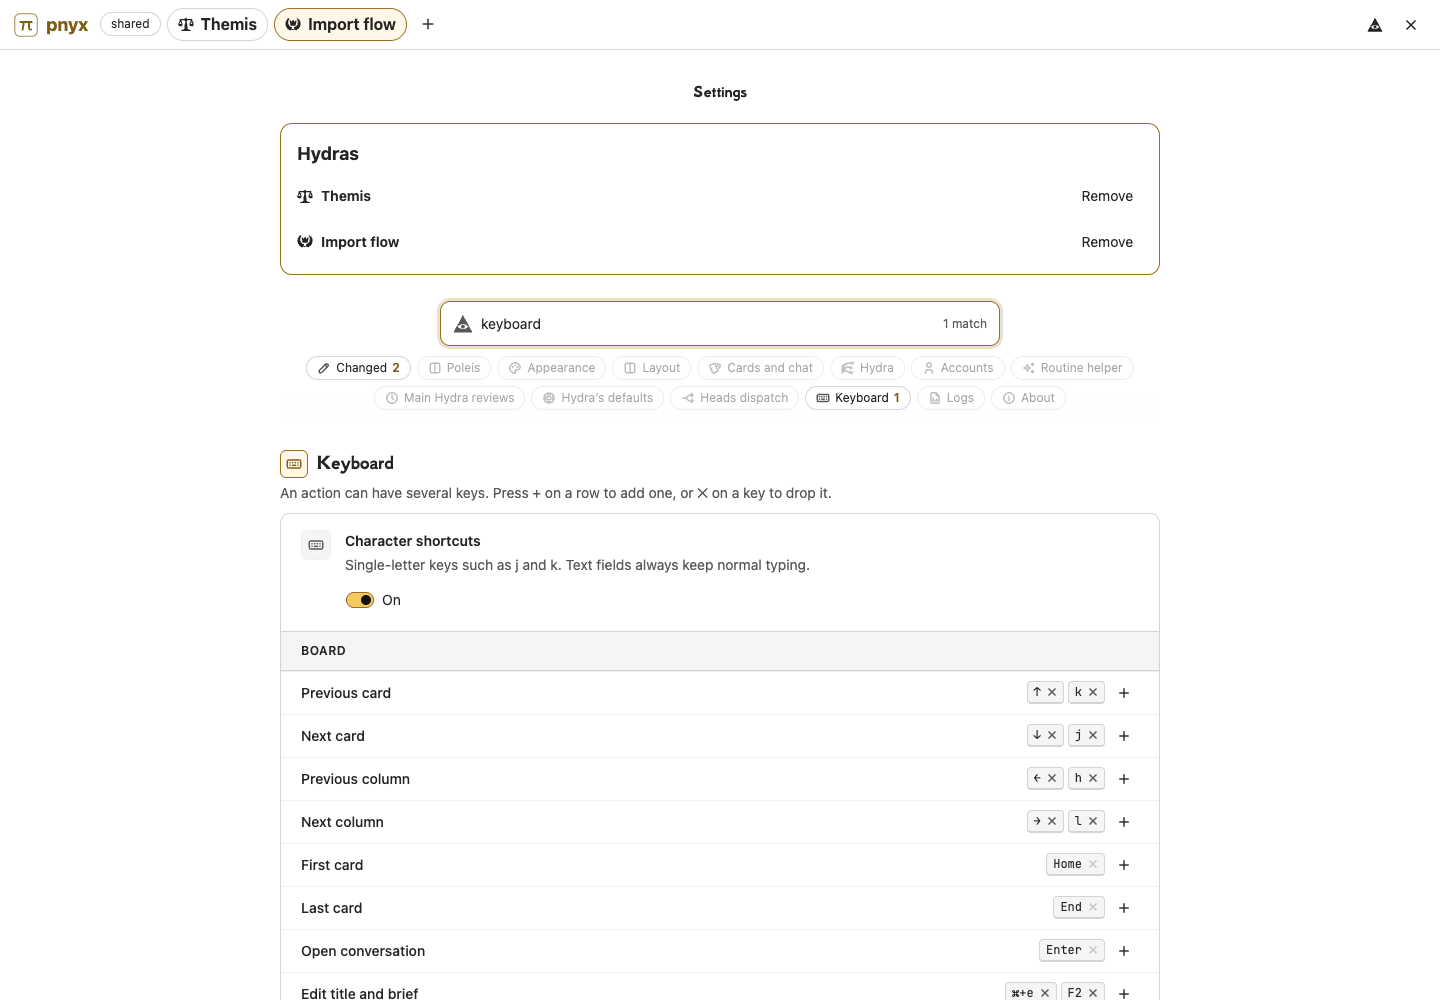 π pnyx shared Themis Import flow +
Settings
Hydras
Themis Remove
Import flow Remove
keyboard 1 match
Changed 2 Poleis Appearance Layout Cards and chat Hydra Accounts Routine helper
Main Hydra reviews Hydra's defaults Heads dispatch Keyboard 1 Logs About
Keyboard
An action can have several keys. Press + on a row to add one, or ✕ on a key to drop it.
Character shortcuts
Single-letter keys such as j and k. Text fields always keep normal typing.
On
BOARD
Previous card ↑ ✕ k ✕ +
Next card ↓ ✕ j ✕ +
Previous column ← ✕ h ✕ +
Next column → ✕ l ✕ +
First card Home ✕ +
Last card End ✕ +
Open conversation Enter ✕ +
Edit title and brief ⌘+e ✕ F2 ✕ +